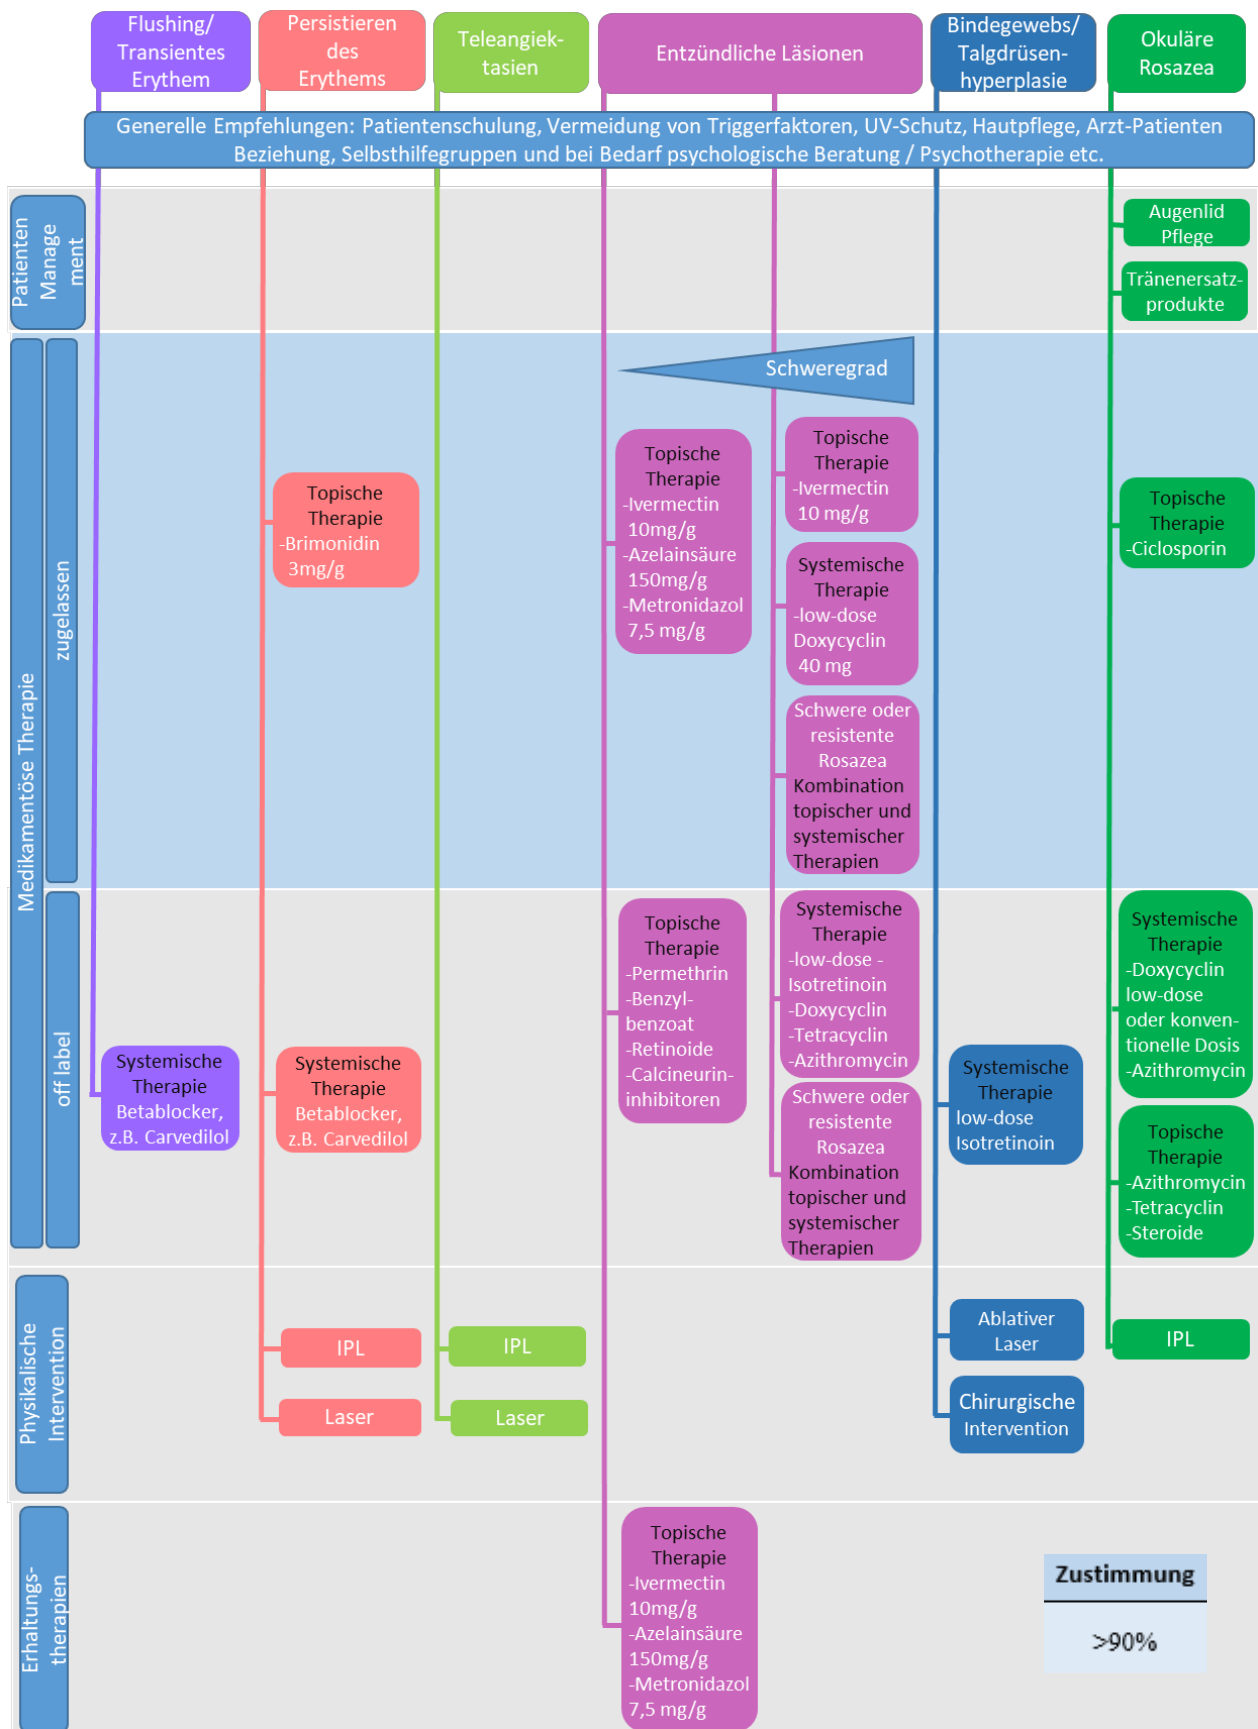 Flushing/
Transientes
Erythem
Persistieren
des
Erythems
Teleangiek-
tasien
Entzündliche Läsionen
Bindegewebs/
Talgdrüsen-
hyperplasie
Okuläre
Rosazea
Generelle Empfehlungen: Patientenschulung, Vermeidung von Triggerfaktoren, UV-Schutz, Hautpflege, Arzt-Patienten
Beziehung, Selbsthilfegruppen und bei Bedarf psychologische Beratung / Psychotherapie etc.
Patienten
Manage
ment
Augenlid
Pflege
Tränenersatz-
produkte
Medikamentöse Therapie
zugelassen
Schweregrad
Topische
Therapie
-Brimonidin
3mg/g
Topische
Therapie
-Ivermectin
10mg/g
-Azelainsäure
150mg/g
-Metronidazol
7,5 mg/g
Topische
Therapie
-Ivermectin
10 mg/g
Systemische
Therapie
-low-dose
Doxycyclin
40 mg
Schwere oder
resistente
Rosazea
Kombination
topischer und
systemischer
Therapien
Topische
Therapie
-Ciclosporin
off label
Systemische
Therapie
Betablocker,
z.B. Carvedilol
Systemische
Therapie
Betablocker,
z.B. Carvedilol
Topische
Therapie
-Permethrin
-Benzyl-
benzoat
-Retinoide
-Calcineurin-
inhibitoren
Systemische
Therapie
-low-dose -
Isotretinoin
-Doxycyclin
-Tetracyclin
-Azithromycin
Schwere oder
resistente
Rosazea
Kombination
topischer und
systemischer
Therapien
Systemische
Therapie
low-dose
Isotretinoin
Systemische
Therapie
-Doxycyclin
low-dose
oder konven-
tionelle Dosis
-Azithromycin
Topische
Therapie
-Azithromycin
-Tetracyclin
-Steroide
Physikalische
Intervention
IPL
Laser
IPL
Laser
Ablativer
Laser
Chirurgische
Intervention
IPL
Erhaltungs-
therapien
Topische
Therapie
-Ivermectin
10mg/g
-Azelainsäure
150mg/g
-Metronidazol
7,5 mg/g
Zustimmung
>90%